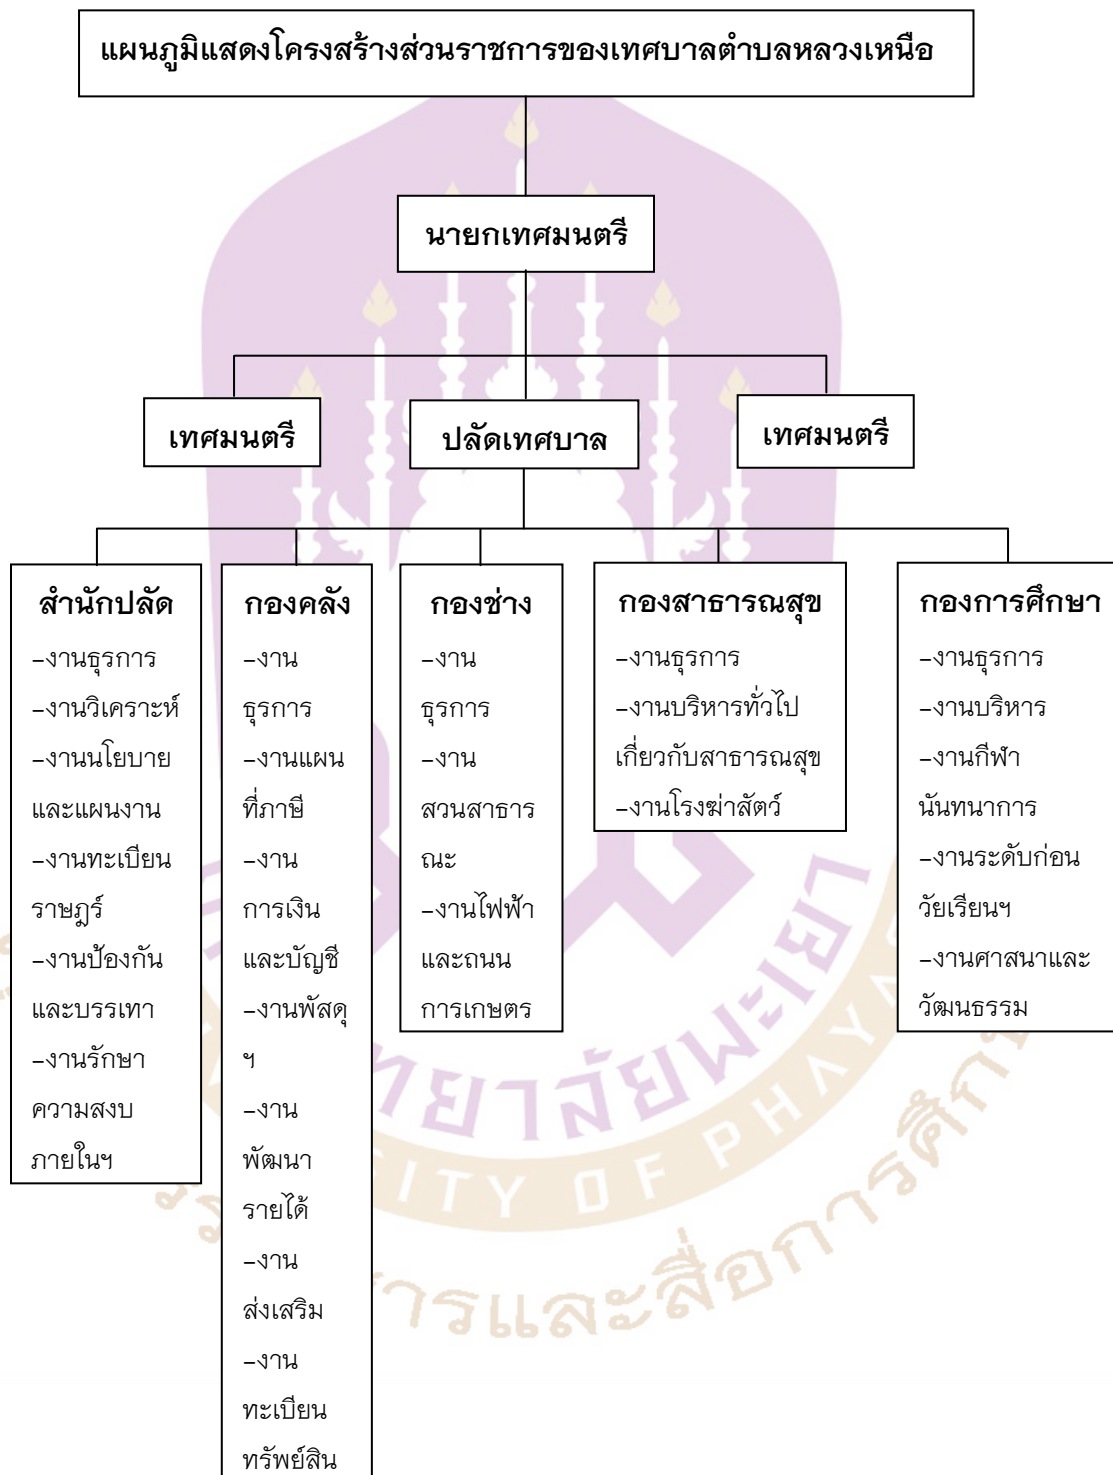 แผนภูมิแสดงโครงสร้างส่วนราชการของเทศบาลตำบลหลวงเหนือ
นายกเทศมนตรี
เทศมนตรี
ปลัดเทศบาล
เทศมนตรี
สำนักปลัด
-งานธุรการ
-งานวิเคราะห์
-งานนโยบาย
และแผนงาน
-งานทะเบียน
ราษฎร์
-งานป้องกัน
และบรรเทา
-งานรักษา
ความสงบ
ภายในฯ
กองคลัง
-งาน
ธุรการ
-งานแผน
ที่ภาษี
-งาน
การเงิน
และบัญชี
-งานพัสดุ
ฯ
-งาน
พัฒนา
รายได้
-งาน
ส่งเสริม
-งาน
ทะเบียน
ทรัพย์สิน
กองช่าง
-งาน
ธุรการ
-งาน
สวนสาธาร
ณะ
-งานไฟฟ้า
และถนน
การเกษตร
กองสาธารณสุข
-งานธุรการ
-งานบริหารทั่วไป
เกี่ยวกับสาธารณสุข
-งานโรงฆ่าสัตว์
กองการศึกษา
-งานธุรการ
-งานบริหาร
-งานกีฬา
นันทนาการ
-งานระดับก่อน
วัยเรียนฯ
-งานศาสนาและ
วัฒนธรรม